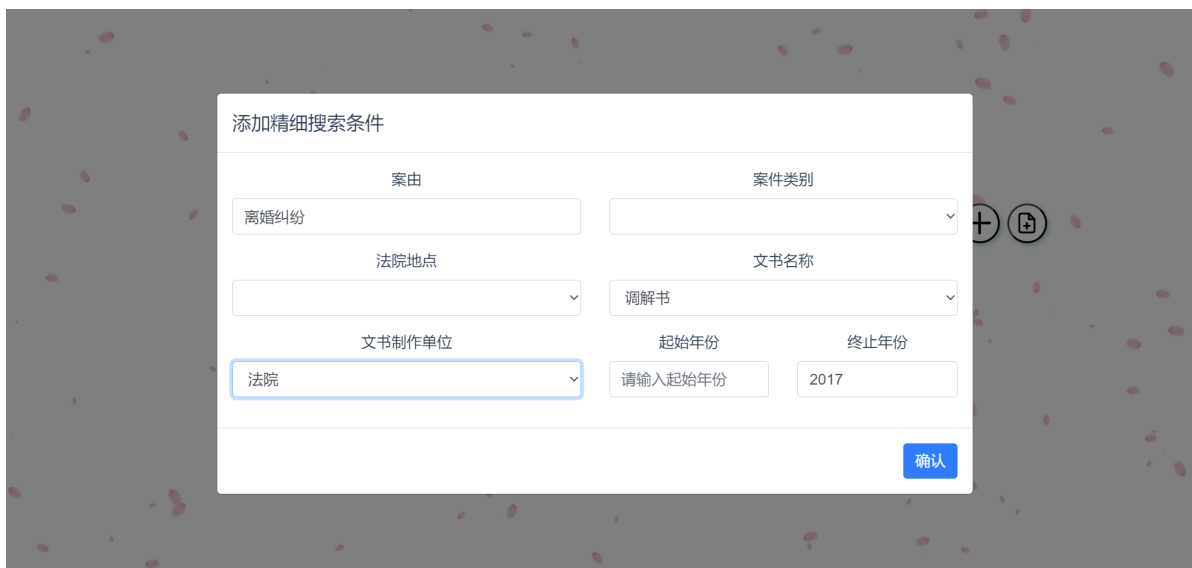 添加精细搜索条件
案由 案件类别
离婚纠纷
法院地点 文书名称
调解书
文书制作单位 起始年份 终止年份
法院 请输入起始年份 2017
确认